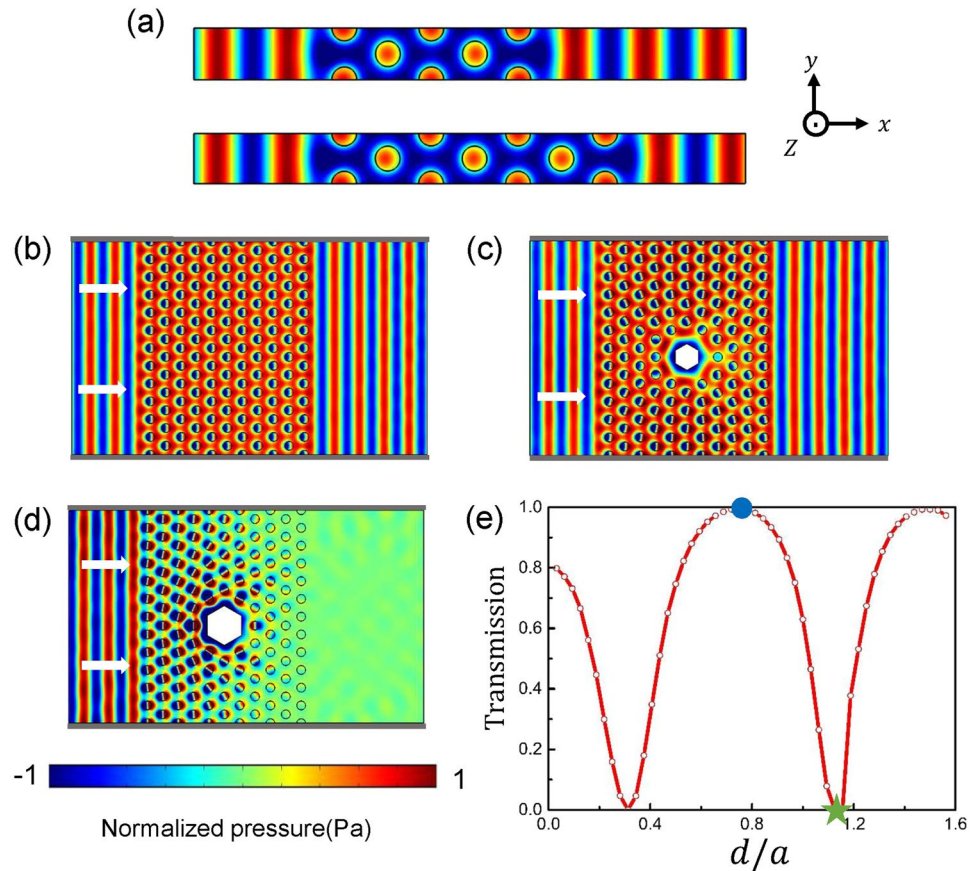 (a)
y
x
Z
(b)
(c)
(d)
(e)
-1
1
Normalized pressure(Pa)
Transmission
1.0
0.8
0.6
0.4
0.2
0.0
0.0
0.4
0.8
1.2
1.6
d/a